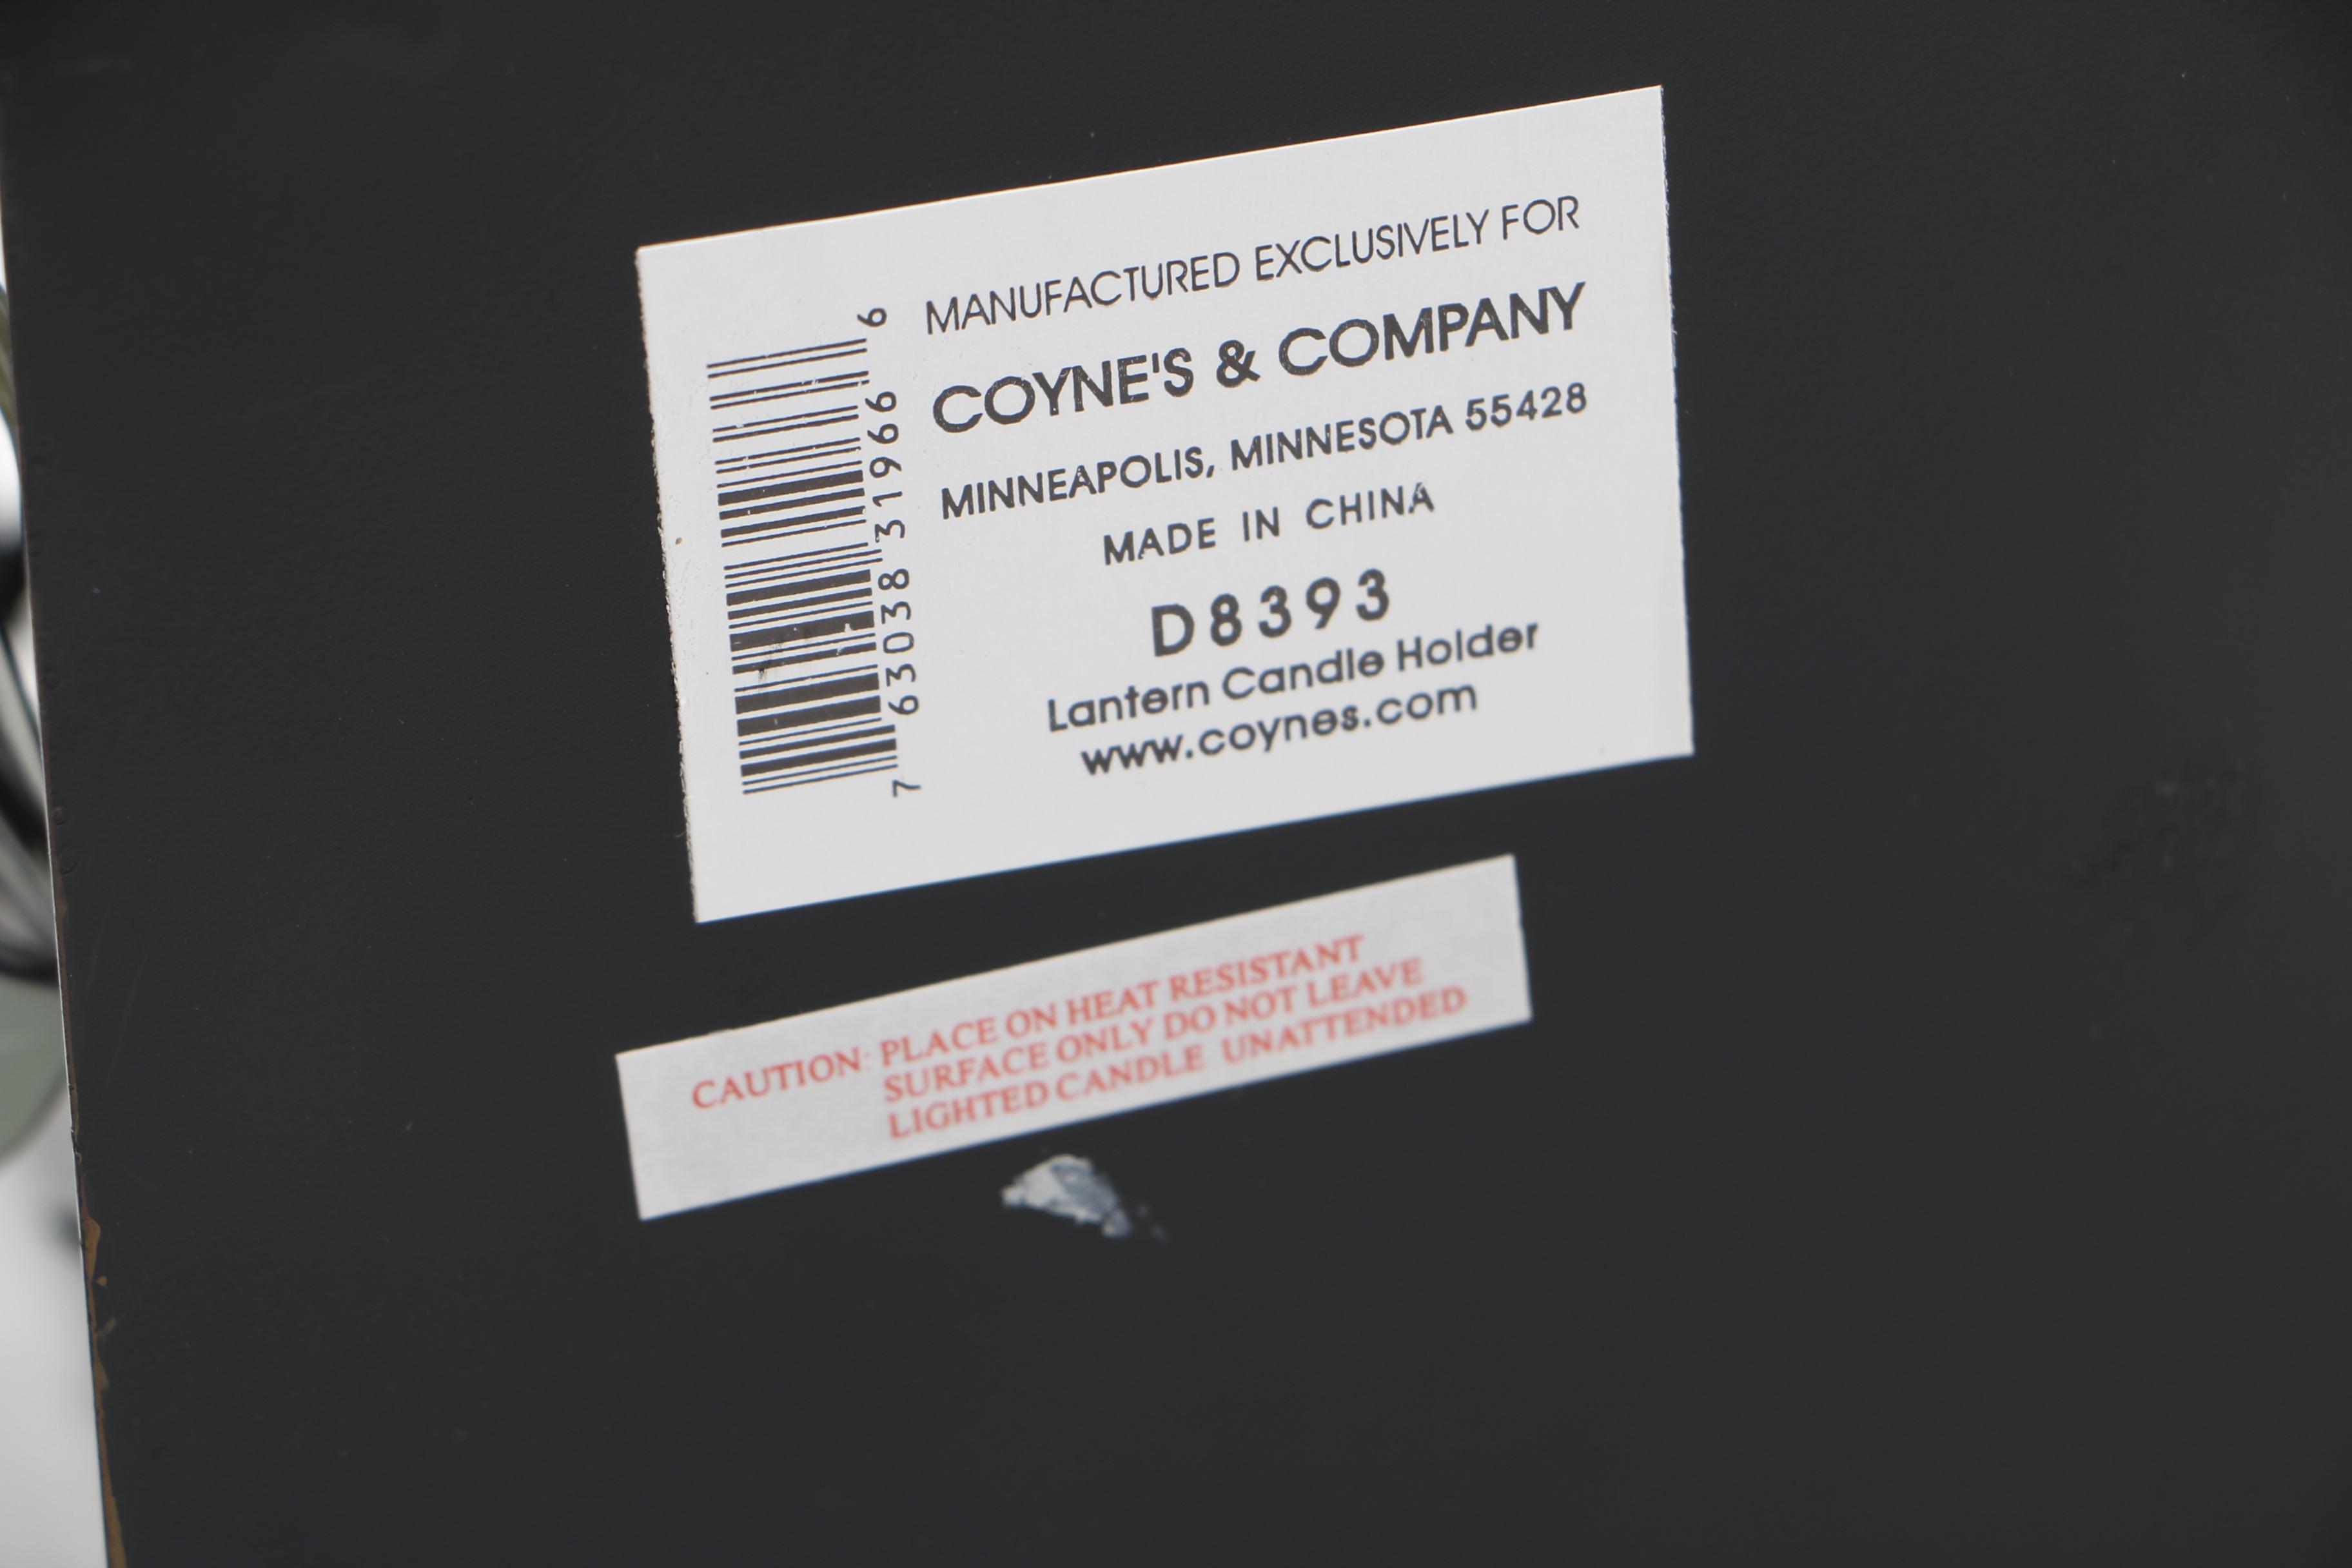 MANUFACTURED EXCLUSIVELY FOR
COYNE'S & COMPANY
MINNEAPOLIS, MINNESOTA 55428
MADE IN CHINA
D8393
Lantern Candle Holder
www.coynes.com
7 63038 31966 6
CAUTION: PLACE ON HEAT RESISTANT
SURFACE ONLY DO NOT LEAVE
LIGHTED CANDLE UNATTENDED